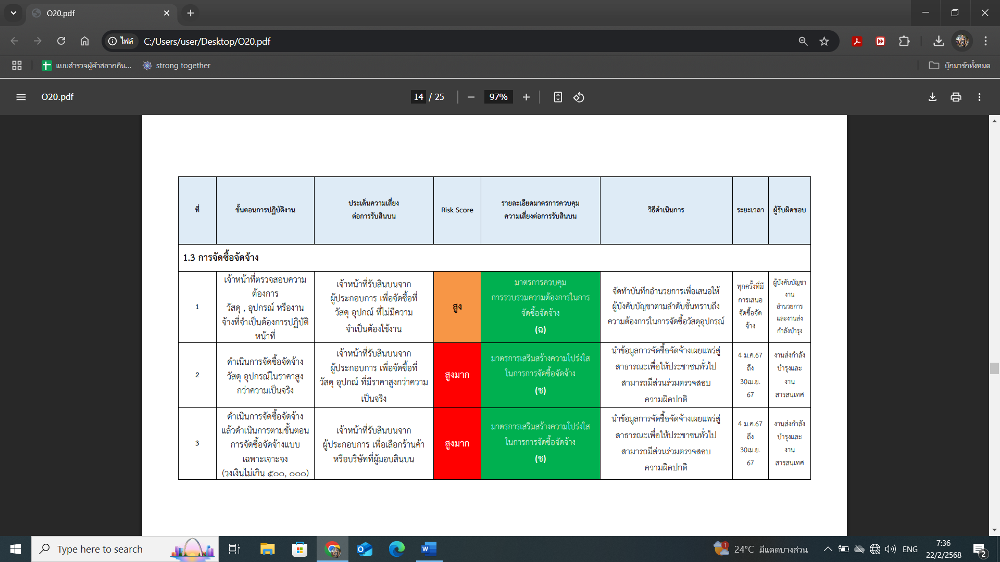 O20.pdf
ไฟล์
C:/Users/user/Desktop/O20.pdf
แบบสำรวจผู้ค้าสลากกิน...
strong together
บุ๊กมาร์กทั้งหมด
O20.pdf
14 / 25
97%
ที่
ขั้นตอนการปฏิบัติงาน
ประเด็นความเสี่ยง
ต่อการรับสินบน
Risk Score
รายละเอียดมาตรการควบคุม
ความเสี่ยงต่อการรับสินบน
วิธีดำเนินการ
ระยะเวลา
ผู้รับผิดชอบ
1.3 การจัดซื้อจัดจ้าง
1
เจ้าหน้าที่ตรวจสอบความ
ต้องการ
วัสดุ , อุปกรณ์ หรืองาน
จ้างที่จำเป็นต้องการปฏิบัติ
หน้าที่
เจ้าหน้าที่รับสินบนจาก
ผู้ประกอบการ เพื่อจัดซื้อที่
วัสดุ อุปกณ์ ที่ไม่มีความ
จำเป็นต้องใช้งาน
สูง
มาตรการควบคุม
การรวบรวมความต้องการในการ
จัดซื้อจัดจ้าง
(ฉ)
จัดทำบันทึกอำนวยการเพื่อเสนอให้
ผู้บังคับบัญชาตามลำดับชั้นทราบถึง
ความต้องการในการจัดซื้อวัสดุอุปกรณ์
ทุกครั้งที่มี
การเสนอ
จัดซื้อจัด
จ้าง
ผู้บังคับบัญชา
งาน
อำนวยการ
และงานส่ง
กำลังบำรุง
2
ดำเนินการจัดซื้อจัดจ้าง
วัสดุ อุปกรณ์ในราคาสูง
กว่าความเป็นจริง
เจ้าหน้าที่รับสินบนจาก
ผู้ประกอบการ เพื่อจัดซื้อที่
วัสดุ อุปกณ์ ที่มีราคาสูงกว่าความ
เป็นจริง
สูงมาก
มาตรการเสริมสร้างความโปร่งใส
ในการการจัดซื้อจัดจ้าง
(ช)
นำข้อมูลการจัดซื้อจัดจ้างเผยแพร่สู่
สาธารณะเพื่อให้ประชาชนทั่วไป
สามารถมีส่วนร่วมตรวจสอบ
ความผิดปกติ
4 ม.ค.67
ถึง
30เม.ย.
67
งานส่งกำลัง
บำรุงและ
งาน
สารสนเทศ
3
ดำเนินการจัดซื้อจัดจ้าง
แล้วดำเนินการตามขั้นตอน
การจัดซื้อจัดจ้างแบบ
เฉพาะเจาะจง
(วงเงินไม่เกิน ๕๐๐, ๐๐๐)
เจ้าหน้าที่รับสินบนจาก
ผู้ประกอบการ เพื่อเลือกร้านค้า
หรือบริษัทที่ผู้มอบสินบน
สูงมาก
มาตรการเสริมสร้างความโปร่งใส
ในการการจัดซื้อจัดจ้าง
(ช)
นำข้อมูลการจัดซื้อจัดจ้างเผยแพร่สู่
สาธารณะเพื่อให้ประชาชนทั่วไป
สามารถมีส่วนร่วมตรวจสอบ
ความผิดปกติ
4 ม.ค.67
ถึง
30เม.ย.
67
งานส่งกำลัง
บำรุงและ
งาน
สารสนเทศ
Type here to search
24°C มีแดดบางส่วน
ENG
7:36
22/2/2568
2